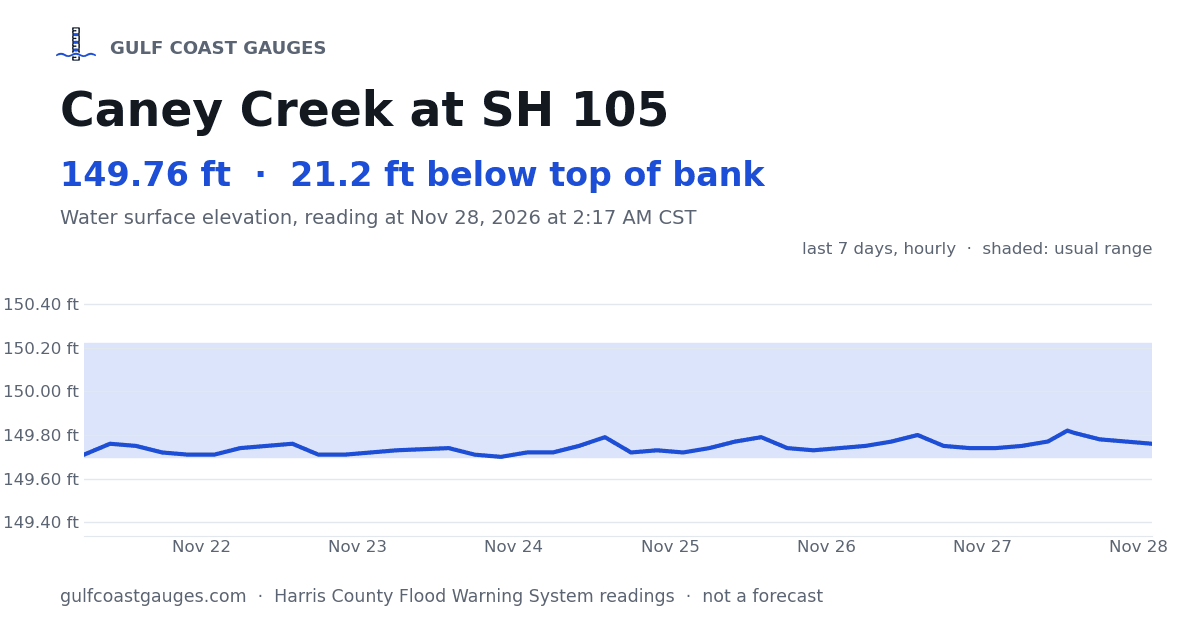 GULF COAST GAUGES
Caney Creek at SH 105
149.76 ft · 21.2 ft below top of bank
Water surface elevation, reading at Nov 28, 2026 at 2:17 AM CST
last 7 days, hourly · shaded: usual range
150.40 ft
150.20 ft
150.00 ft
149.80 ft
149.60 ft
149.40 ft
Nov 22 Nov 23 Nov 24 Nov 25 Nov 26 Nov 27 Nov 28
gulfcoastgauges.com · Harris County Flood Warning System readings · not a forecast